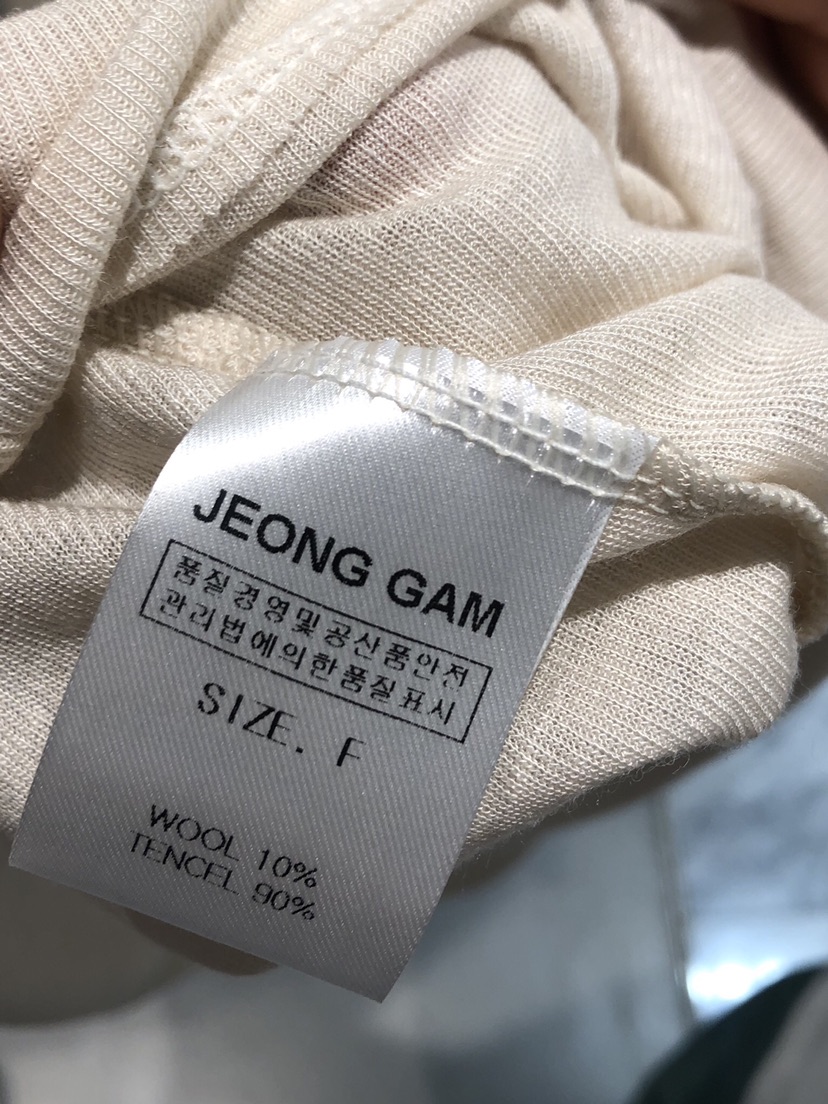 JEONG GAM
품질경영및공산품안전
관리법에의한품질표시
SIZE. F
WOOL 10%
TENCEL 90%